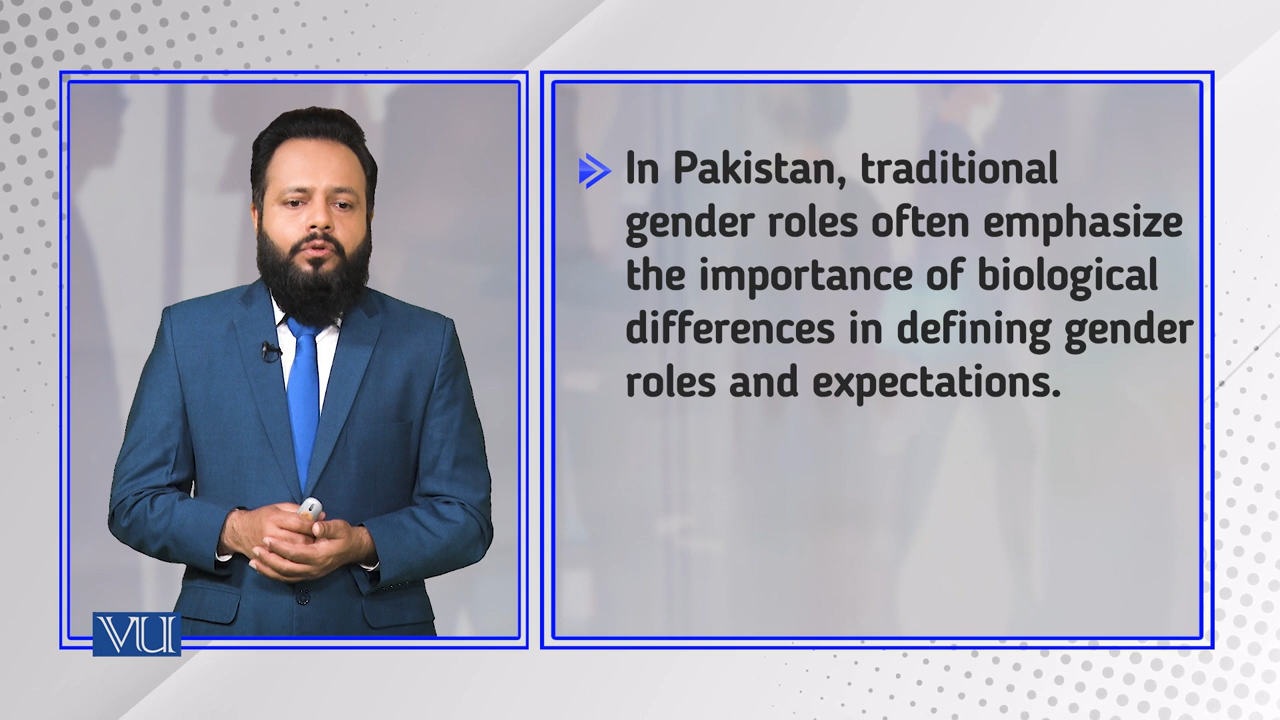 In Pakistan, traditional
gender roles often emphasize
the importance of biological
differences in defining gender
roles and expectations.
VU